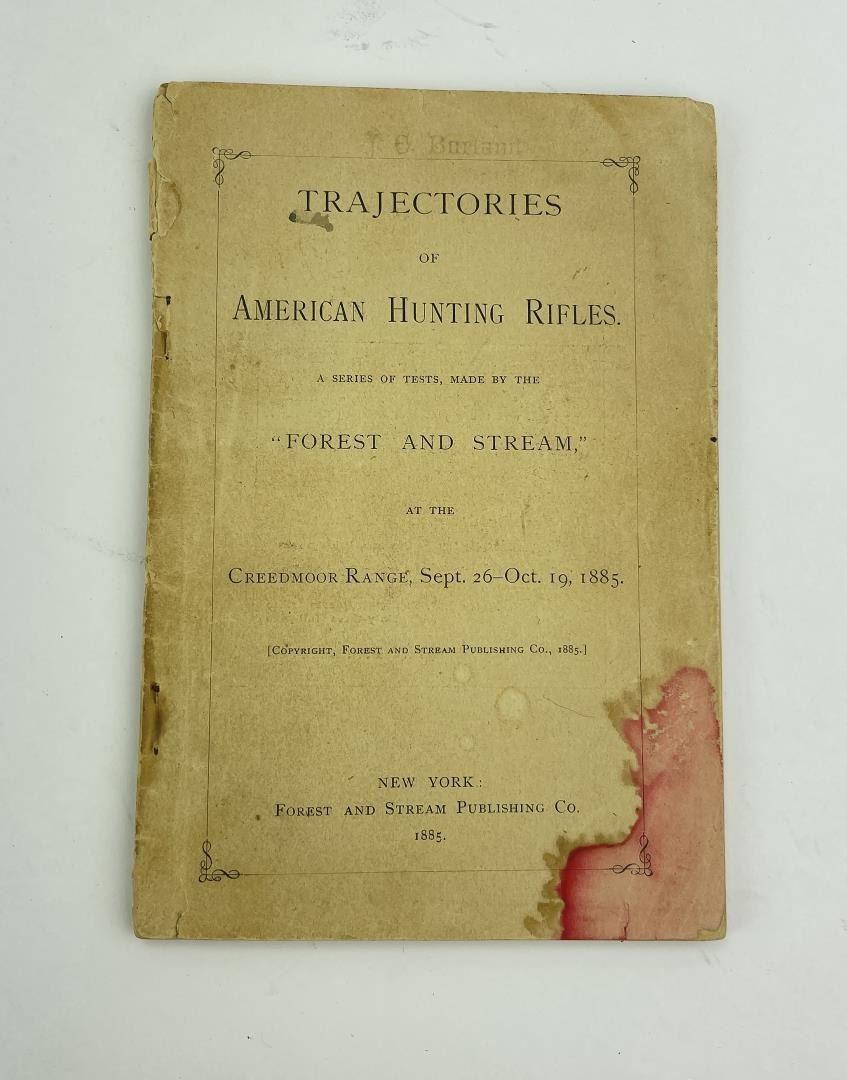 TRAJECTORIES
OF
AMERICAN HUNTING RIFLES.
A SERIES OF TESTS, MADE BY THE
"FOREST AND STREAM,"
AT THE
CREEDMOOR RANGE, Sept. 26–Oct. 19, 1885.
[COPYRIGHT, FOREST AND STREAM PUBLISHING CO., 1885.]
NEW YORK:
FOREST AND STREAM PUBLISHING CO.
1885.